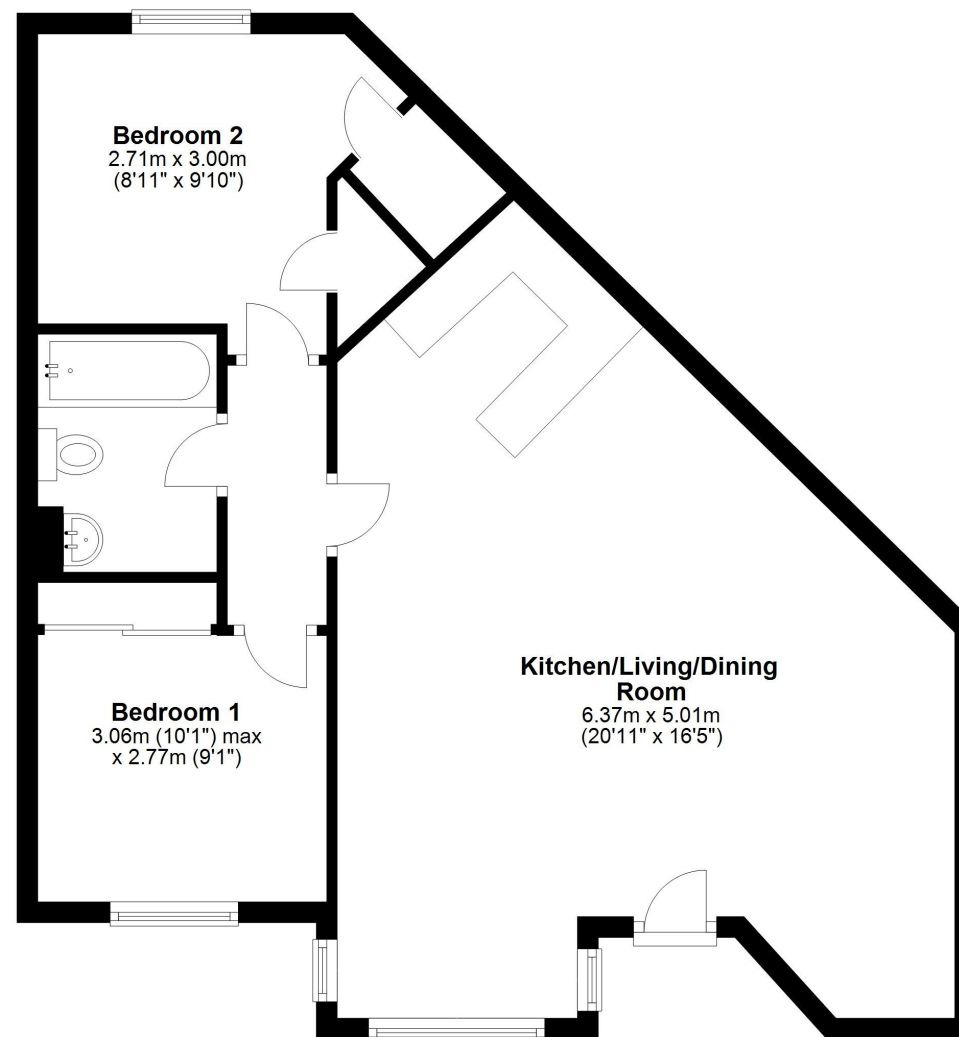 Bedroom 2
2.71m x 3.00m
(8'11" x 9'10")
Kitchen/Living/Dining
Room
6.37m x 5.01m
(20'11" x 16'5")
Bedroom 1
3.06m (10'1") max
x 2.77m (9'1")